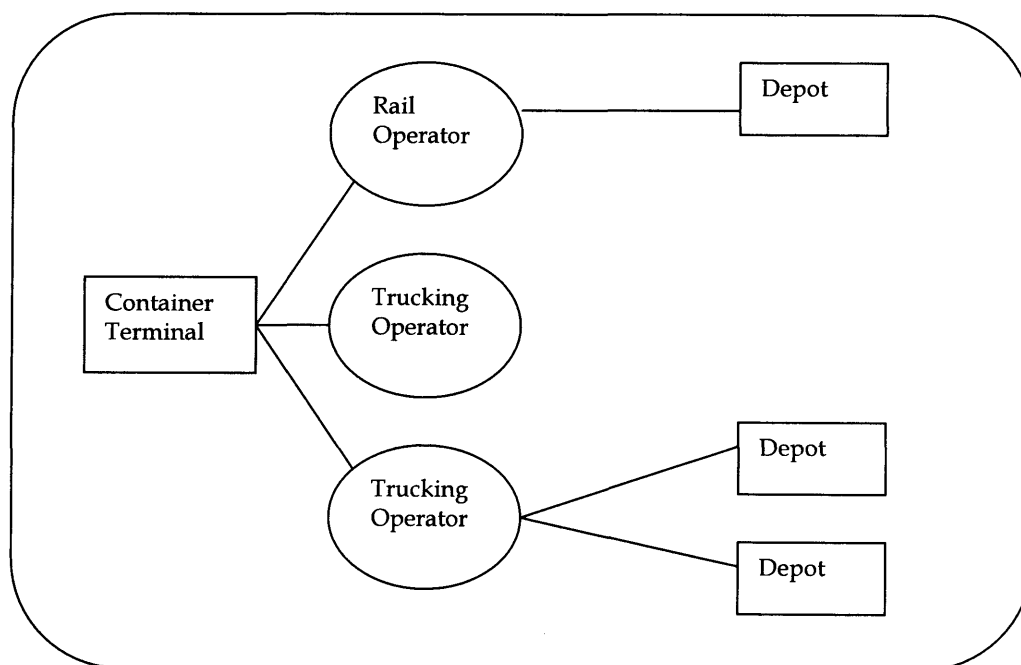 Rail
Operator
Depot
Container
Terminal
Trucking
Operator
Trucking
Operator
Depot
Depot